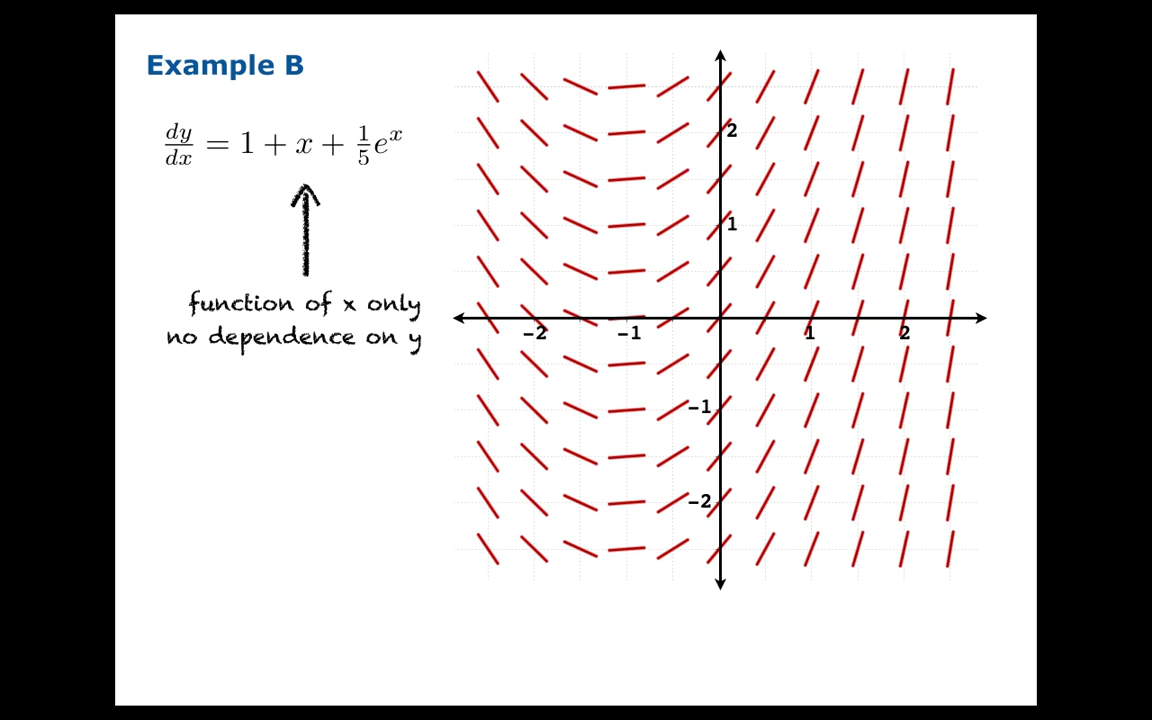 Example B
dy/dx = 1 + x + 1/5 e^x
function of x only
no dependence on y
2
1
-2 -1 1 2
-1
-2